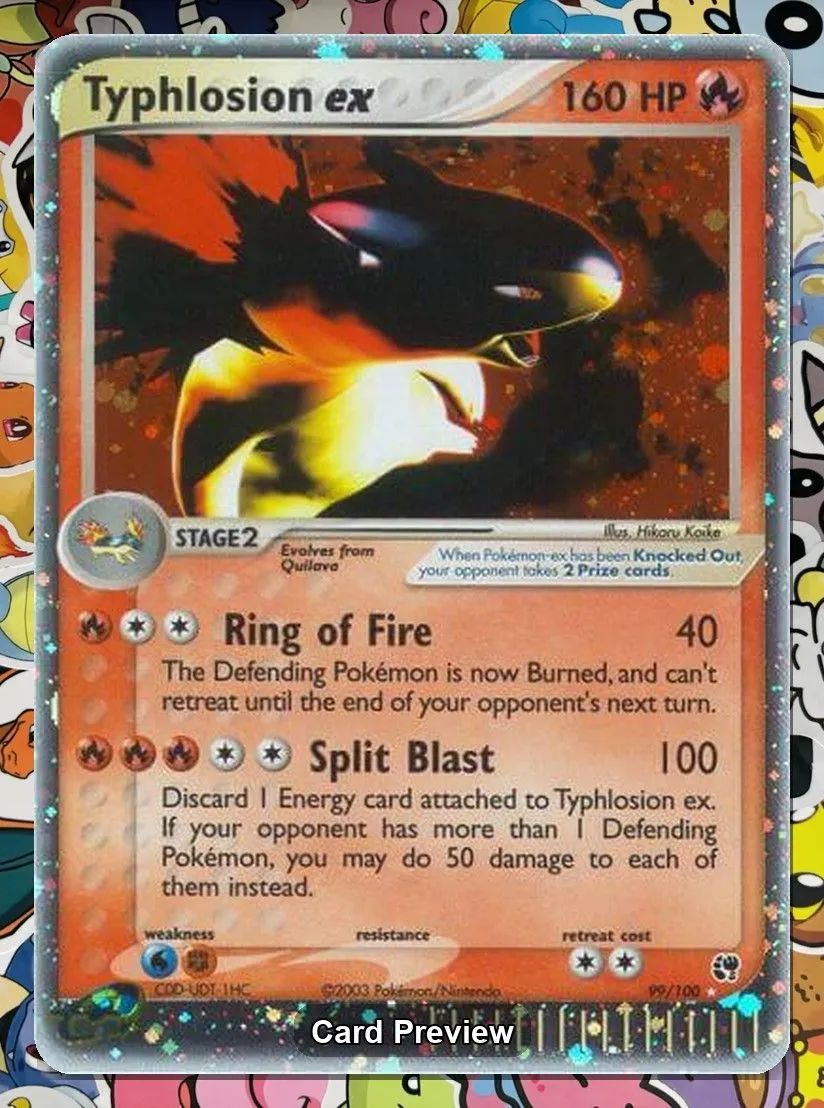 Typhlosion ex 160 HP
STAGE2
Illus. Hikaru Koike
Evolves from
Quilava
When Pokémon-ex has been Knocked Out,
your opponent takes 2 Prize cards.
Ring of Fire 40
The Defending Pokémon is now Burned, and can't
retreat until the end of your opponent's next turn.
Split Blast 100
Discard 1 Energy card attached to Typhlosion ex.
If your opponent has more than 1 Defending
Pokémon, you may do 50 damage to each of
them instead.
weakness resistance retreat cost
CDD-UDT-1HC ©2003 Pokémon/Nintendo 99/100
Card Preview